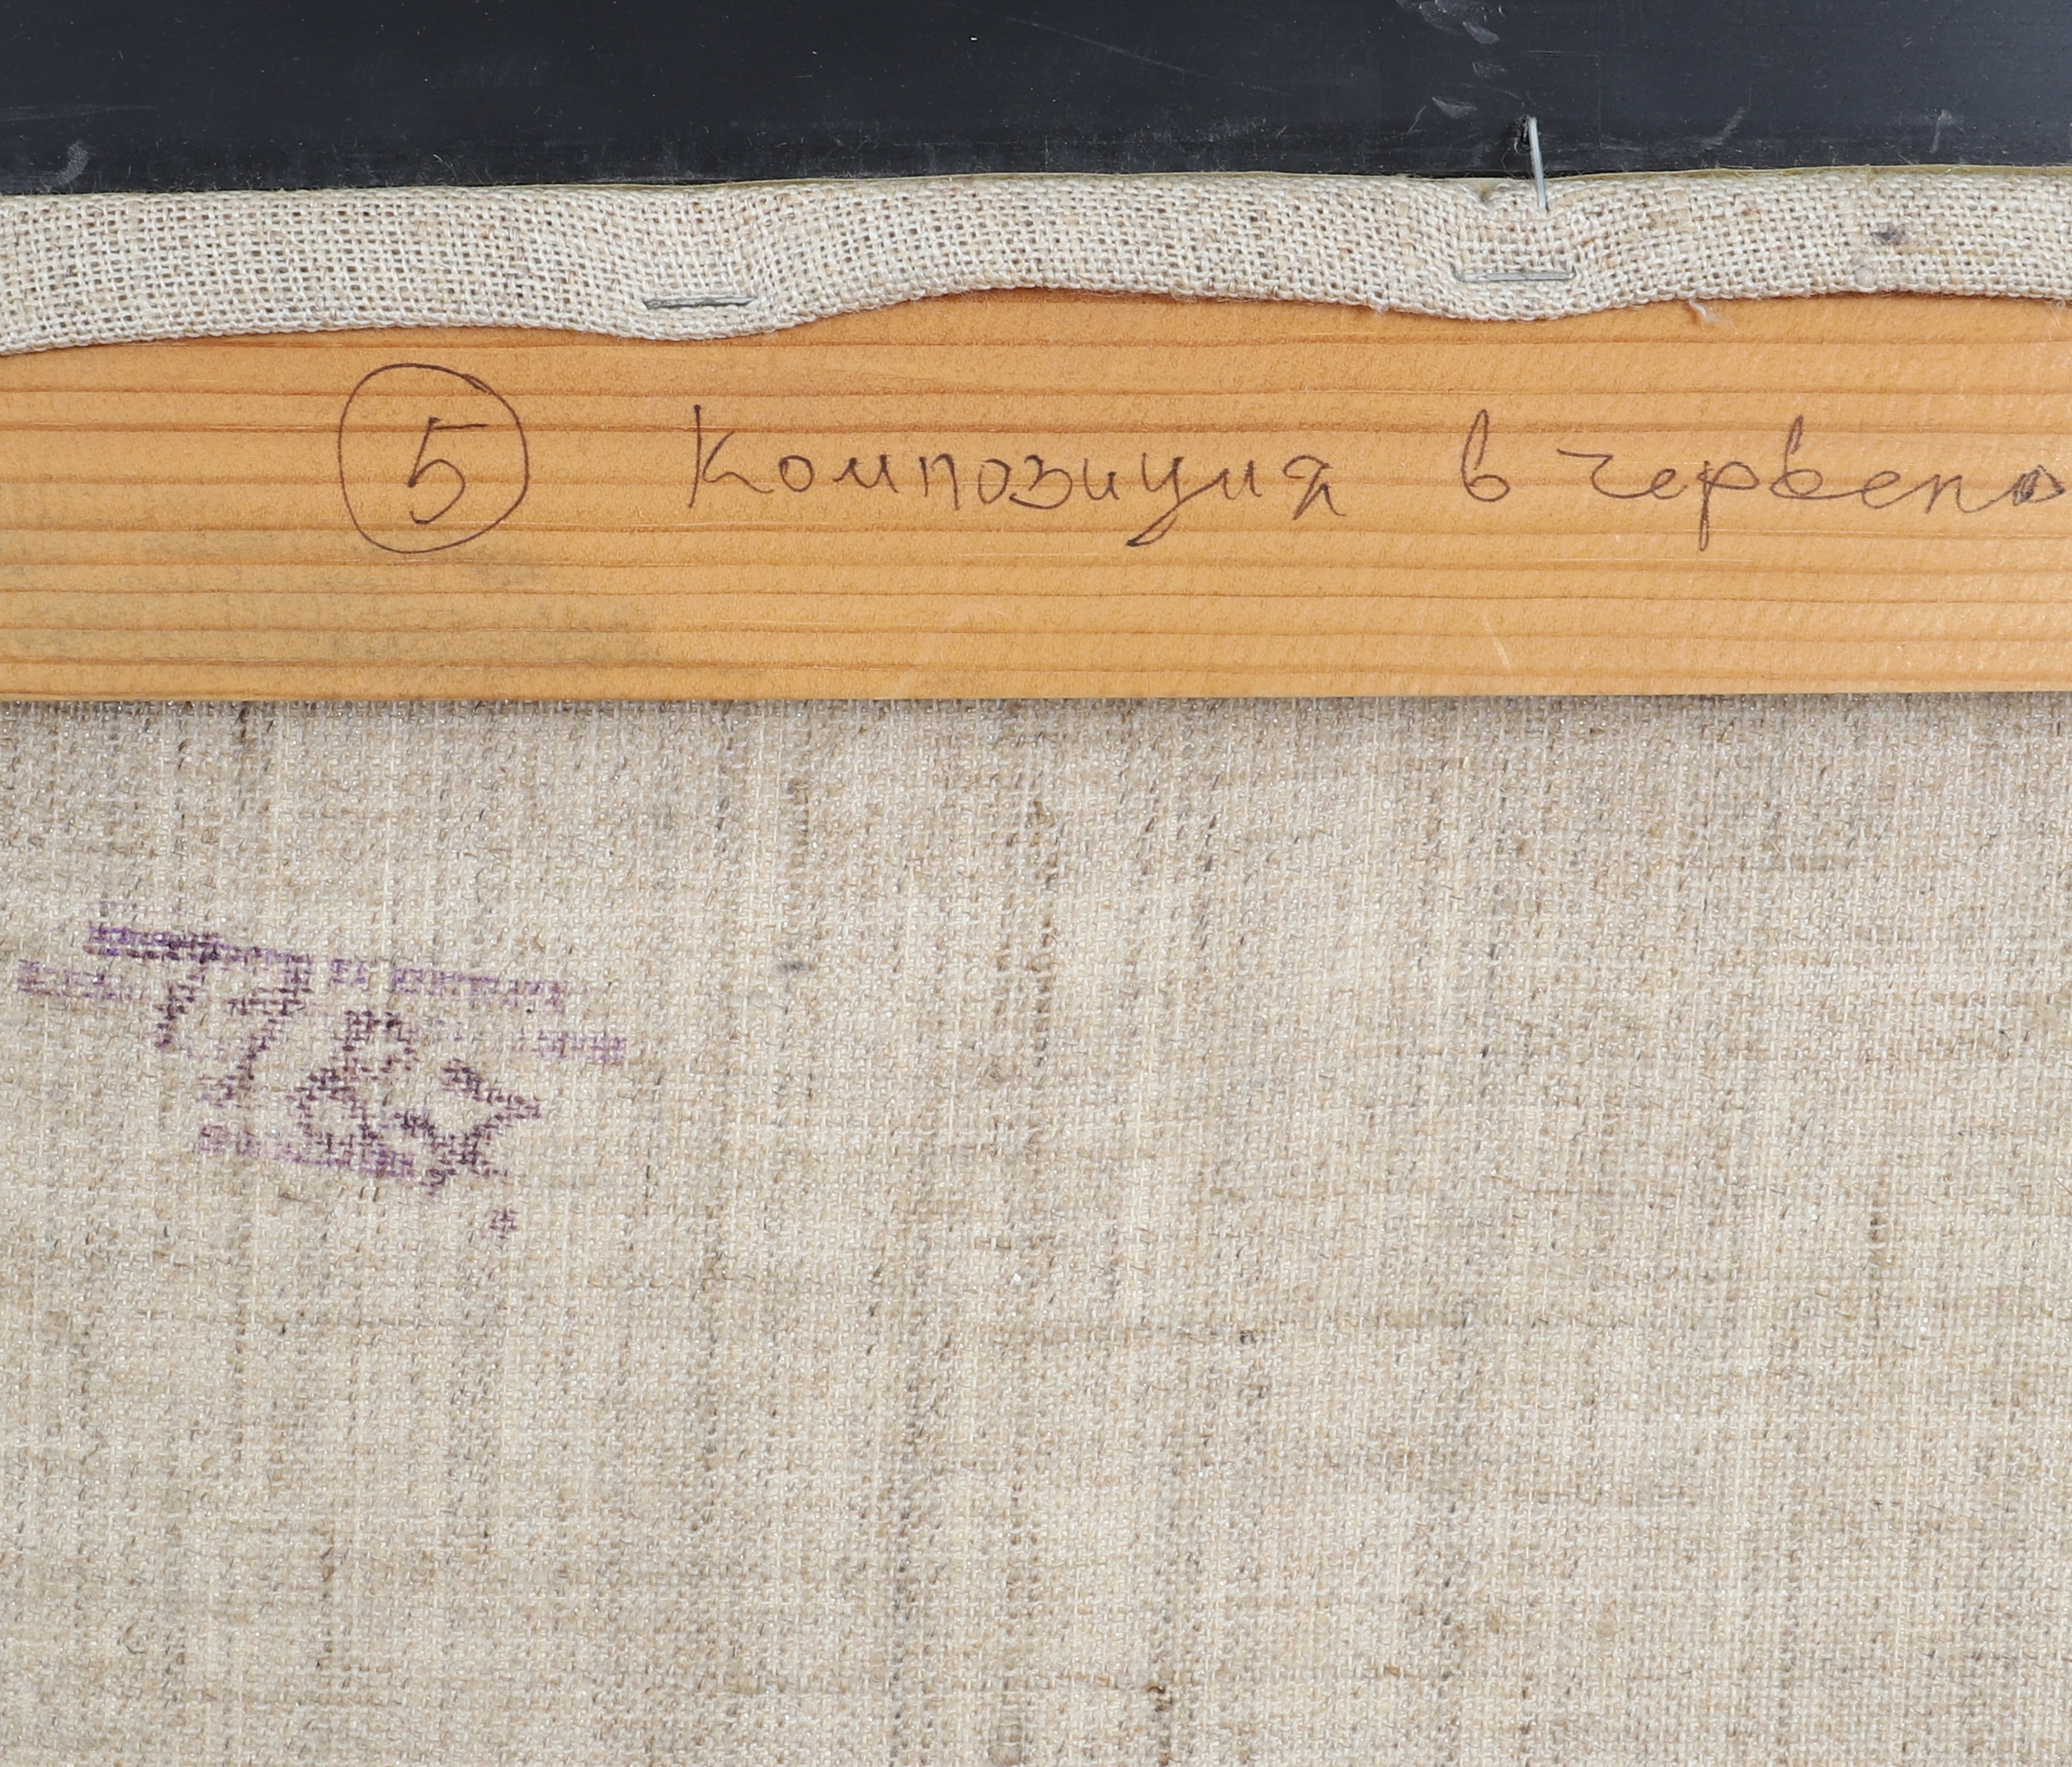 ⑤ Композиция в червено